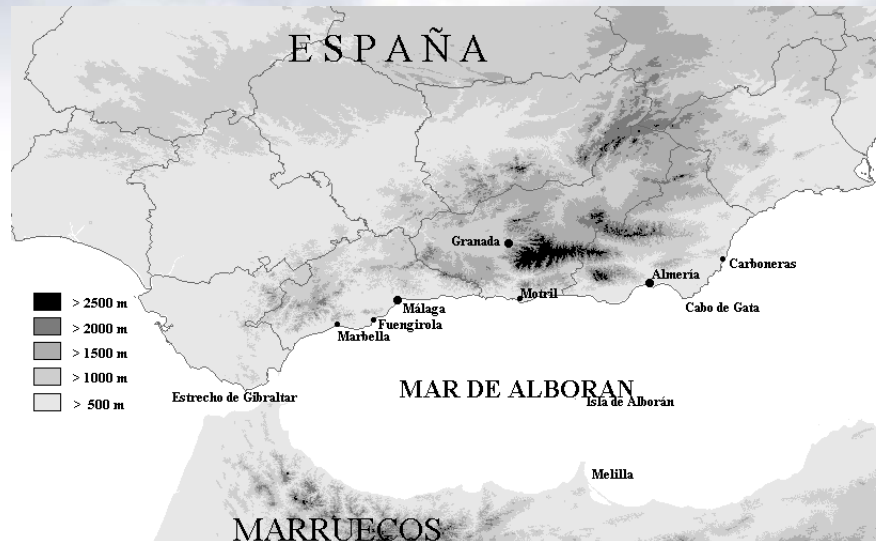 E S P A Ñ A
Granada
Carboneras
Almería
> 2500 m
Motril
Málaga
Cabo de Gata
> 2000 m
Fuengirola
Marbella
> 1500 m
> 1000 m
MAR DE ALBORAN
Estrecho de Gibraltar
Isla de Alborán
> 500 m
Melilla
MARRUECOS